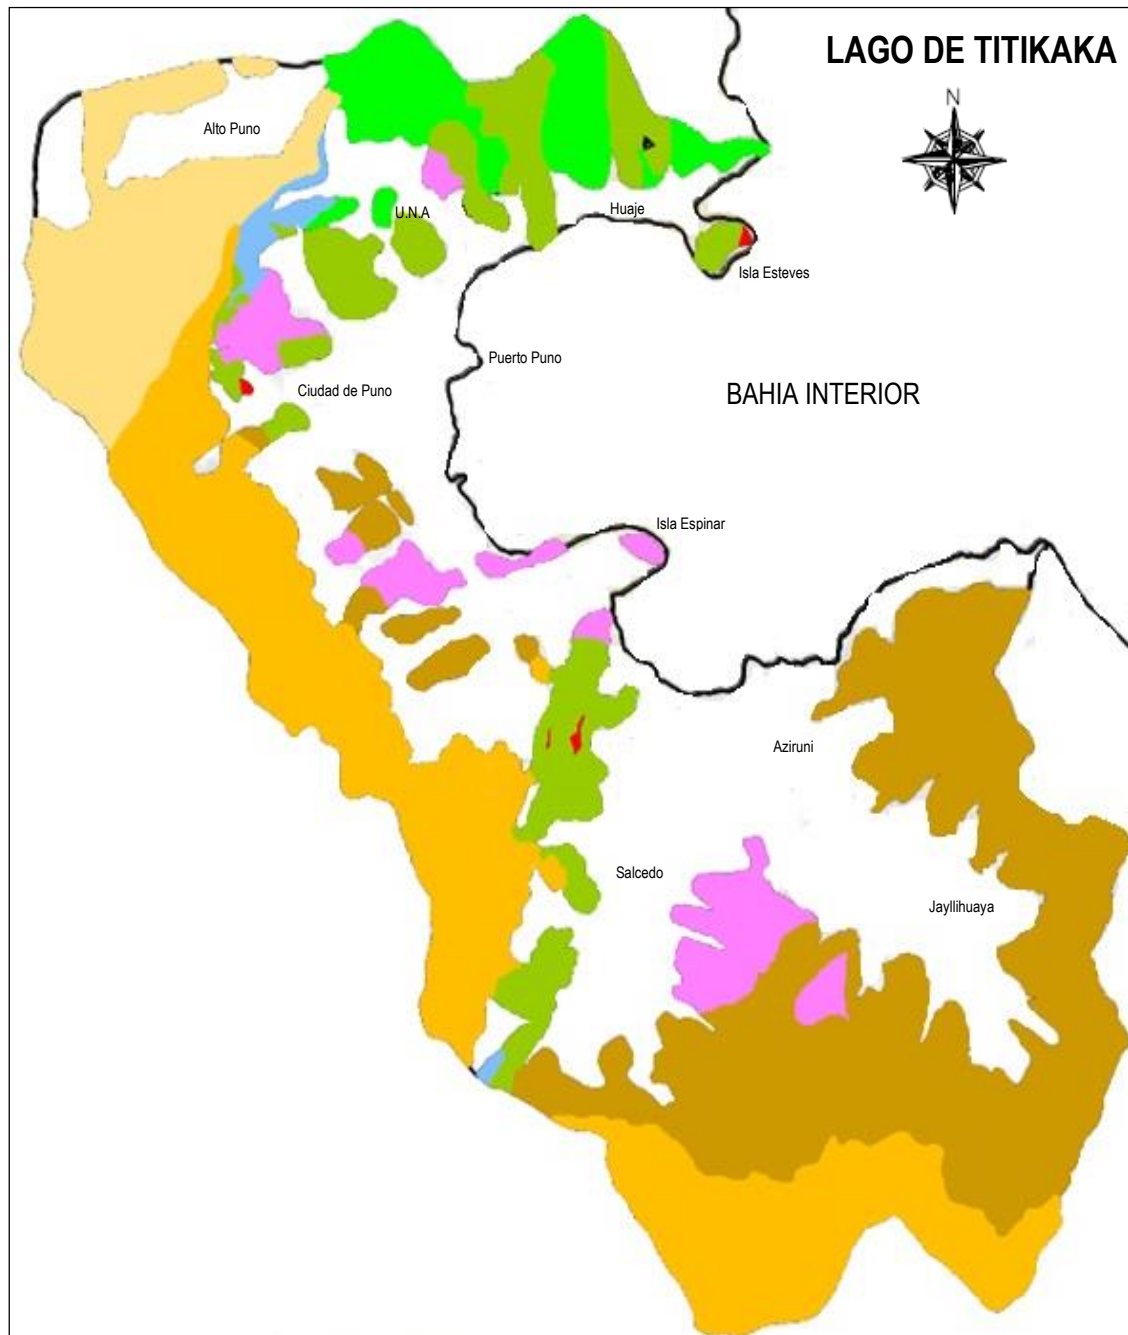 LAGO DE TITIKAKA
N
Alto Puno
U.N.A
Huaje
Isla Esteves
Puerto Puno
Ciudad de Puno
BAHIA INTERIOR
Isla Espinar
Aziruni
Salcedo
Jayllihuaya